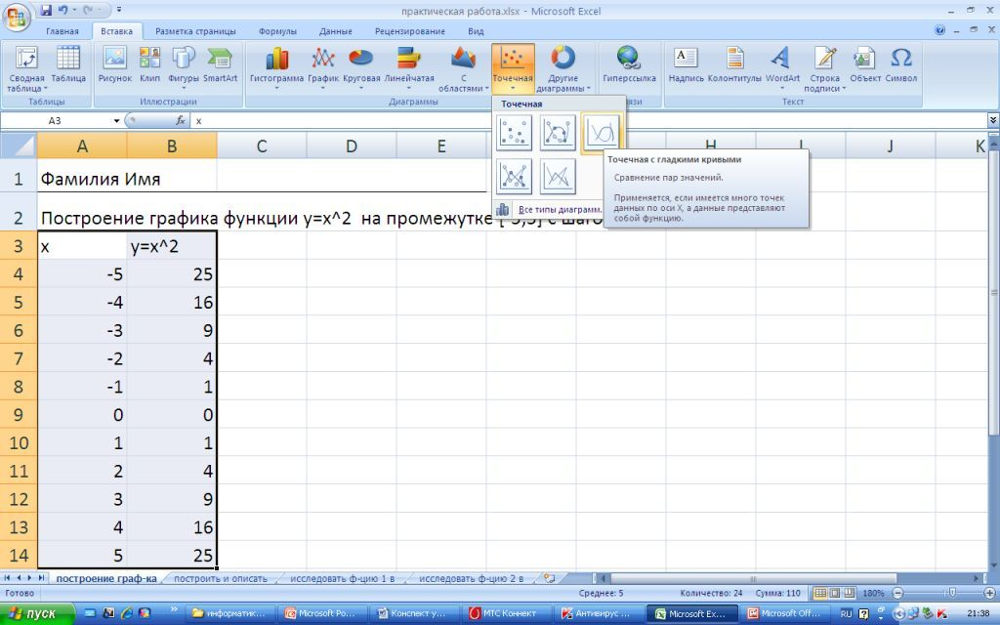 практическая работа.xlsx - Microsoft Excel
Главная Вставка Разметка страницы Формулы Данные Рецензирование Вид
Сводная таблица Таблица Рисунок Клип Фигуры SmartArt Гистограмма График Круговая Линейчатая С областями Точечная Другие диаграммы Гиперссылка Надпись Колонтитулы WordArt Строка подписи Объект Символ
Таблицы Иллюстрации Диаграммы Текст
A3 fx x
Точечная
Точечная с гладкими кривыми
Сравнение пар значений.
Применяется, если имеется много точек
данных по оси X, а данные представляют
собой функцию.
Все типы диаграмм
A B C D E H J K
1 Фамилия Имя
2 Построение графика функции y=x^2 на промежутке
3 x y=x^2
4 -5 25
5 -4 16
6 -3 9
7 -2 4
8 -1 1
9 0 0
10 1 1
11 2 4
12 3 9
13 4 16
14 5 25
построение граф-ка построить и описать исследовать ф-цию 1 в исследовать ф-цию 2 в
Готово Среднее: 5 Количество: 24 Сумма: 110 180%
пуск информатик... Microsoft Po... Конспект у... МТС Коннект Антивирус ... Microsoft Ex... Microsoft Off... RU 21:38